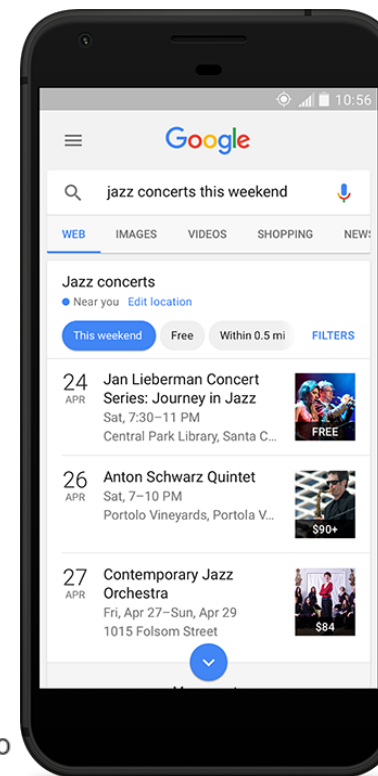 10:56
Google
jazz concerts this weekend
WEB IMAGES VIDEOS SHOPPING NEWS
Jazz concerts
Near you Edit location
This weekend Free Within 0.5 mi FILTERS
24 APR
Jan Lieberman Concert
Series: Journey in Jazz
Sat, 7:30–11 PM
Central Park Library, Santa C...
FREE
26 APR
Anton Schwarz Quintet
Sat, 7–10 PM
Portolo Vineyards, Portola V...
$90+
27 APR
Contemporary Jazz
Orchestra
Fri, Apr 27–Sun, Apr 29
1015 Folsom Street
$84